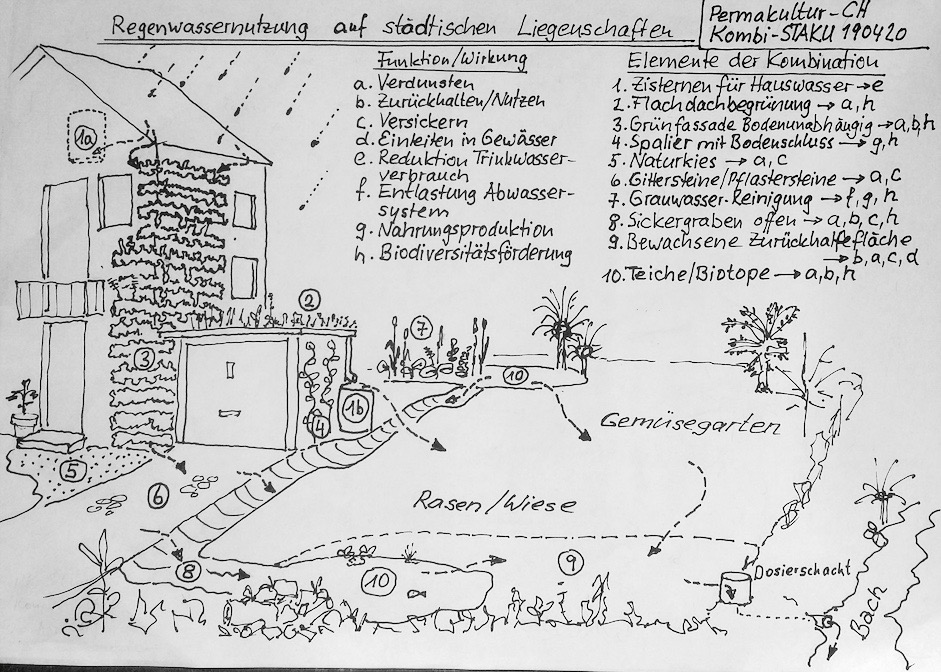 Regenwassernutzung auf städtischen Liegenschaften
Permakultur-CH
Kombi-STAKU 190420
Funktion/Wirkung
a. Verdunsten
b. Zurückhalten/Nutzen
c. Versickern
d. Einleiten in Gewässer
e. Reduktion Trinkwasser-
verbrauch
f. Entlastung Abwasser-
system
g. Nahrungsproduktion
h. Biodiversitätsförderung
Elemente der Kombination
1. Zisternen für Hauswasser → e
2. Flachdachbegrünung → a, h
3. Grünfassade Bodenunabhängig → a, b, h
4. Spalier mit Bodenschluss → g, h
5. Naturkies → a, c
6. Gittersteine/Pflastersteine → a, c
7. Grauwasser-Reinigung → f, g, h
8. Sickergraben offen → a, b, c, h
9. Bewachsene Zurückhaltefläche
→ b, a, c, d
10. Teiche/Biotope → a, b, h
1a
2
7
3
10
1b
4
Gemüsegarten
5
6
Rasen/Wiese
8
10
9
Dosierschacht
Bach